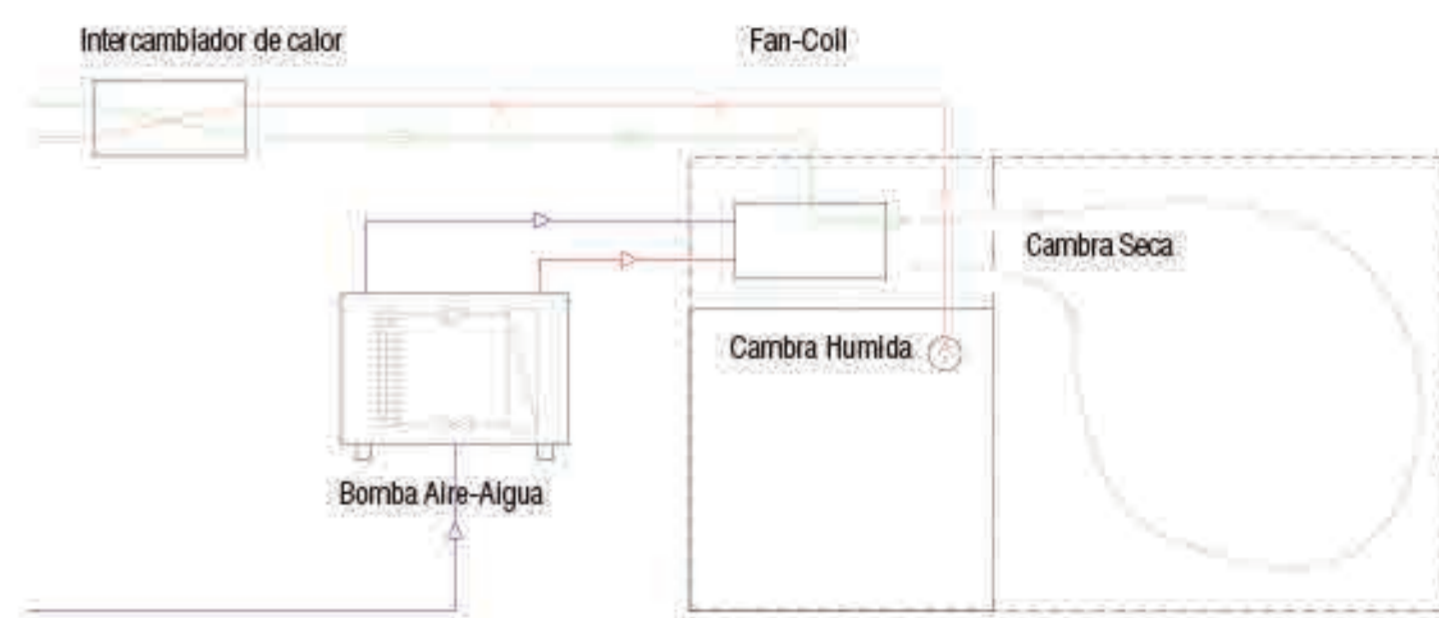 Intercambiador de calor
Fan-Coil
Cambra Seca
Cambra Humida
Bomba Aire-Aigua